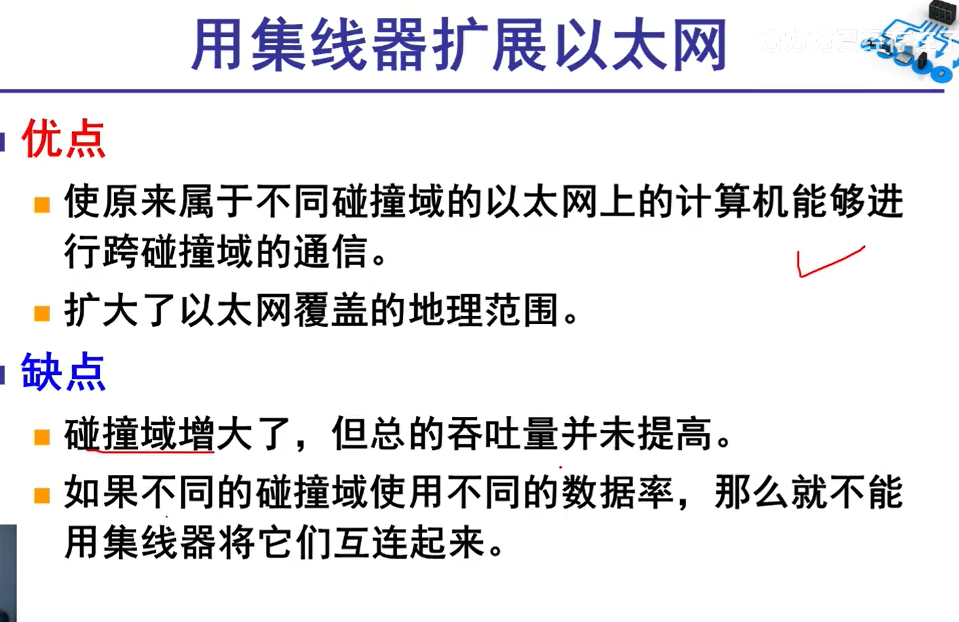 用集线器扩展以太网
优点
使原来属于不同碰撞域的以太网上的计算机能够进
行跨碰撞域的通信。
扩大了以太网覆盖的地理范围。
缺点
碰撞域增大了，但总的吞吐量并未提高。
如果不同的碰撞域使用不同的数据率，那么就不能
用集线器将它们互连起来。